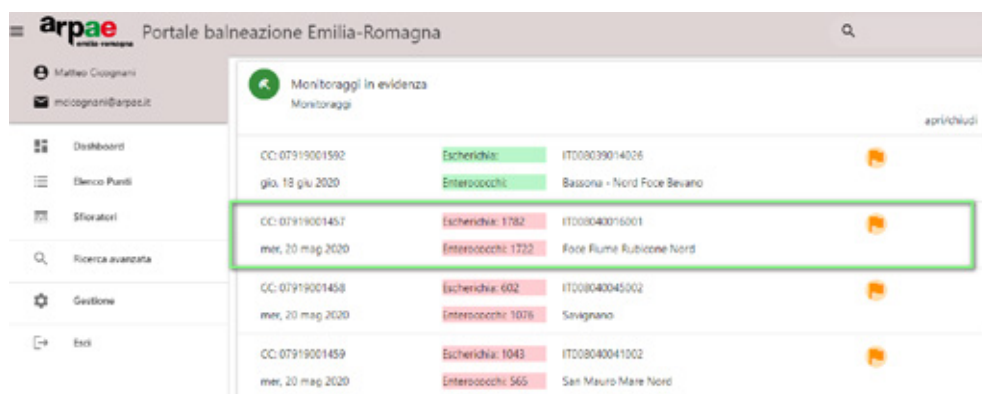 arpae Portale balneazione Emilia-Romagna
emilia-romagna
Matteo Cicognani
mcicognani@arpae.it
Dashboard
Elenco Punti
Sfioratori
Ricerca avanzata
Gestione
Esci
Monitoraggi in evidenza
Monitoraggi
apri/chiudi
CC: 07919001592 Escherichia: IT008039014026
gio, 18 giu 2020 Enterococchi: Bassona - Nord Foce Bevano
CC: 07919001457 Escherichia: 1782 IT008040016001
mer, 20 mag 2020 Enterococchi: 1722 Foce Fiume Rubicone Nord
CC: 07919001458 Escherichia: 602 IT008040045002
mer, 20 mag 2020 Enterococchi: 1076 Savignano
CC: 07919001459 Escherichia: 1043 IT008040041002
mer, 20 mag 2020 Enterococchi: 565 San Mauro Mare Nord